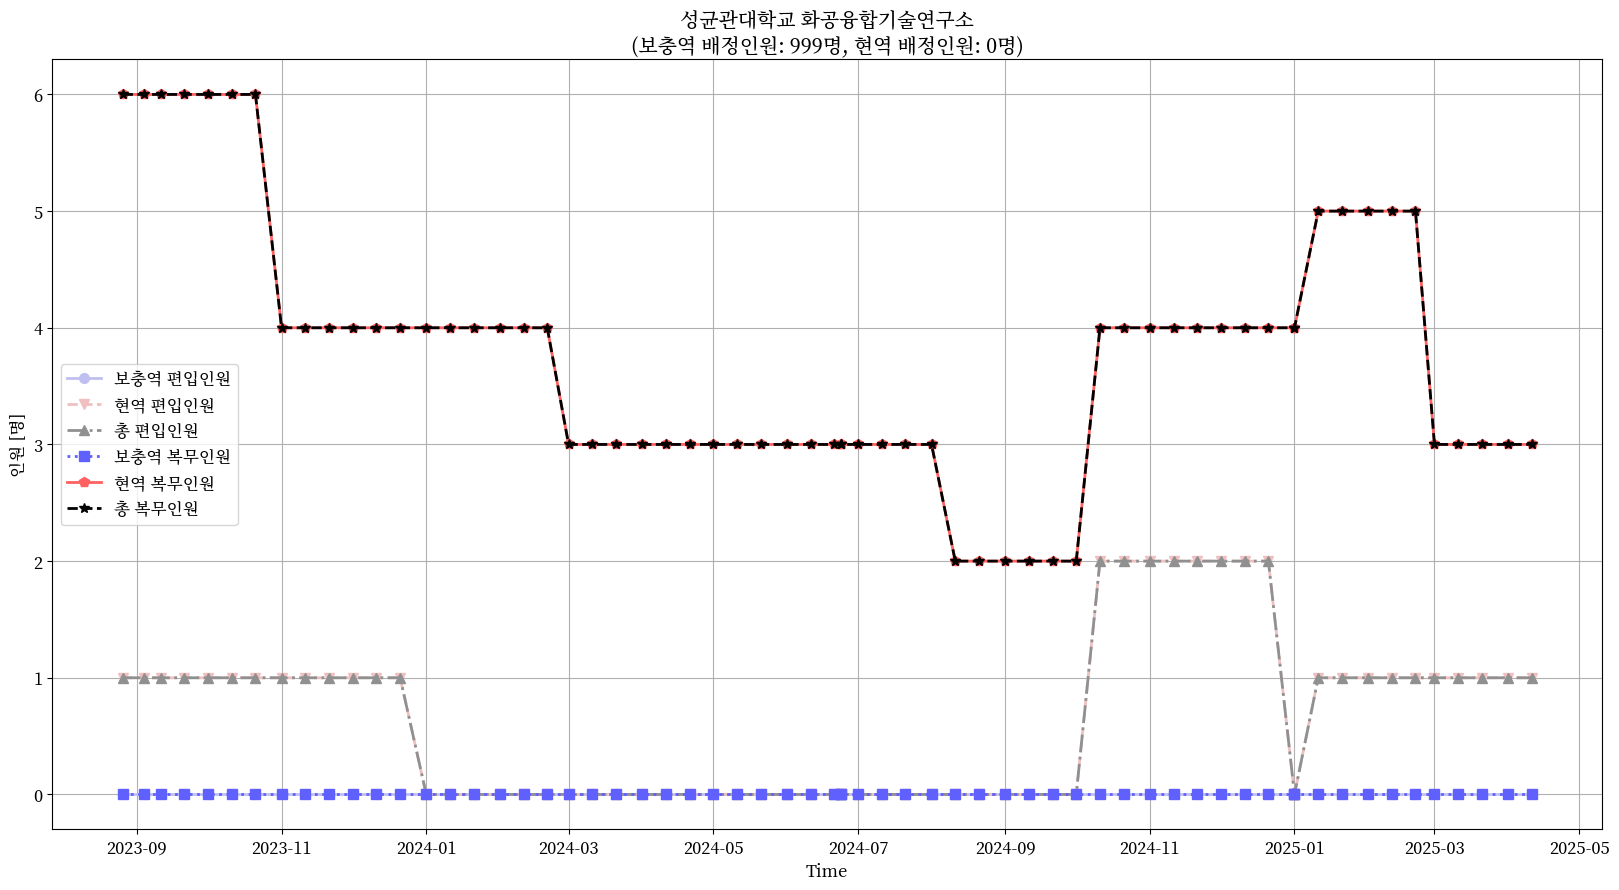 성균관대학교 화공융합기술연구소
(보충역 배정인원: 999명, 현역 배정인원: 0명)
6
5
4
3
2
1
0
인원 [명]
보충역 편입인원
현역 편입인원
총 편입인원
보충역 복무인원
현역 복무인원
총 복무인원
2023-09 2023-11 2024-01 2024-03 2024-05 2024-07 2024-09 2024-11 2025-01 2025-03 2025-05
Time